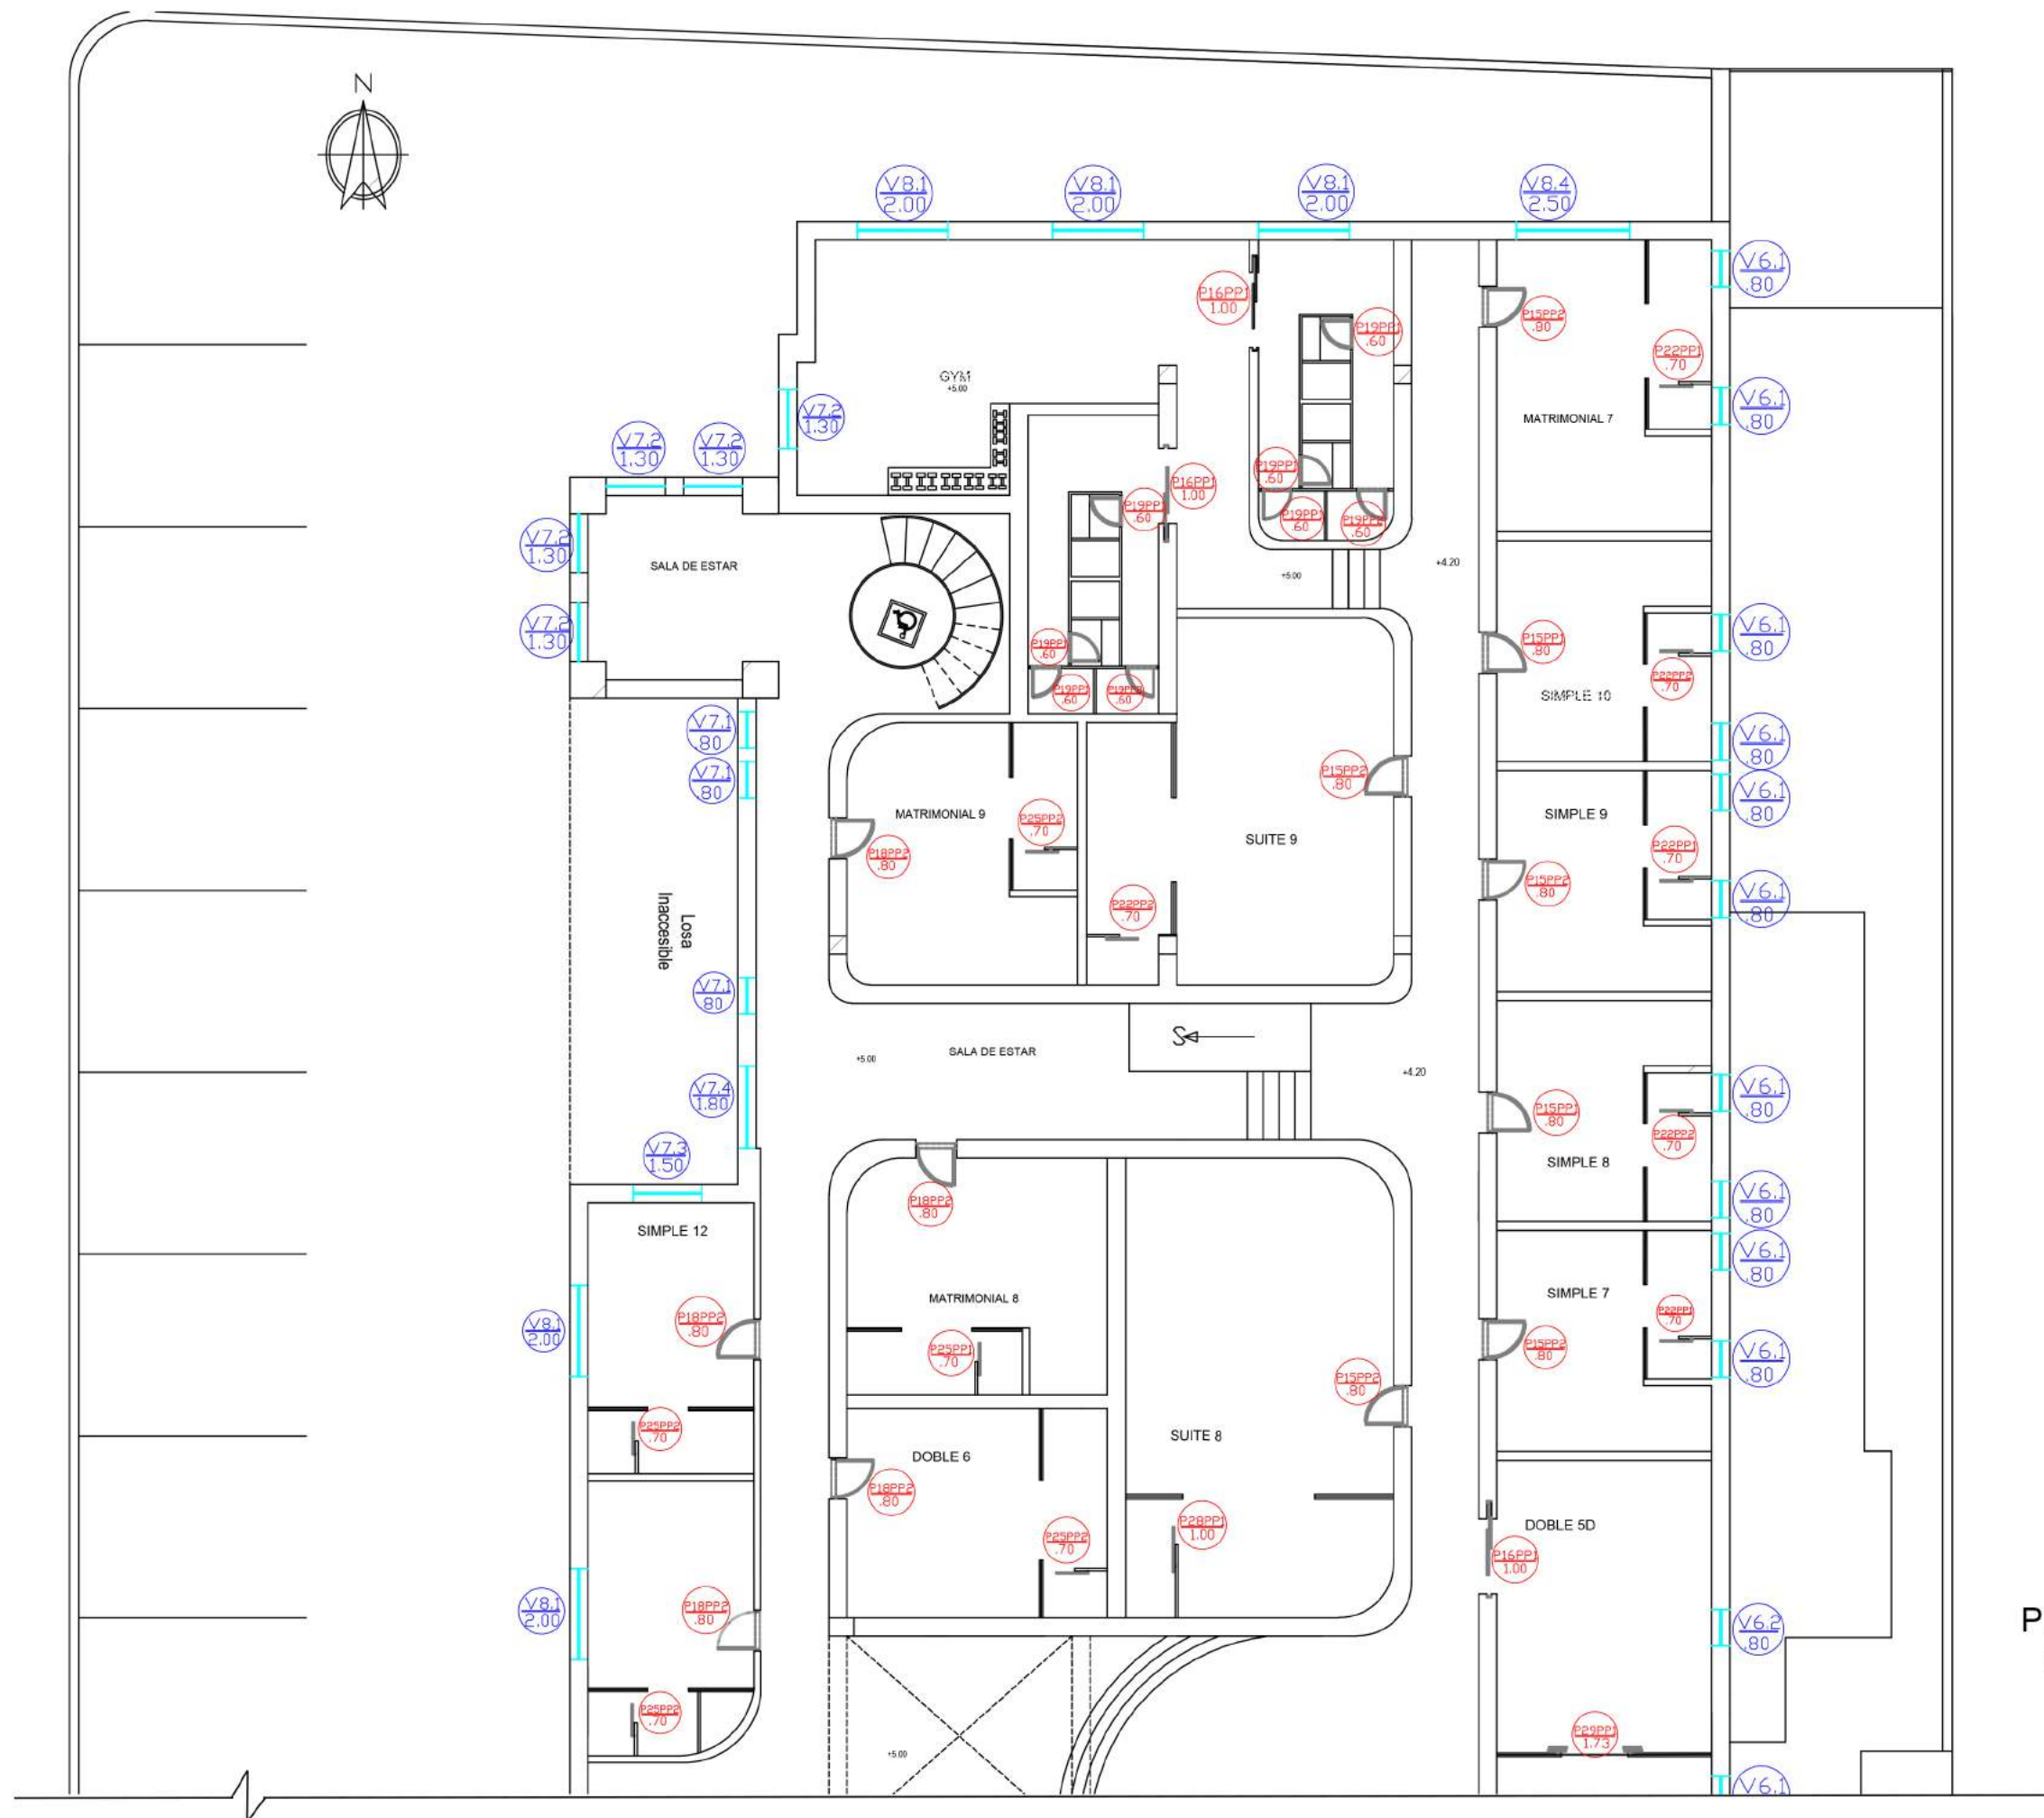 N
V8.1
2.00
V8.1
2.00
V8.1
2.00
V8.4
2.50
V6.1
.80
P16PP1
1.00
P15PP2
.80
P19PP1
.60
P22PP1
.70
GYM
+5.00
V7.2
1.30
V6.1
.80
MATRIMONIAL 7
V7.2
1.30
V7.2
1.30
P19PP1
.60
P16PP1
1.00
P19PP1
.60
P19PP1
.60
.60
V7.2
1.30
SALA DE ESTAR
+5.00
+4.20
V7.2
1.30
P19PP1
.60
P15PP1
.80
V6.1
.80
P22PP2
.70
P19PP1
.60
.60
SIMPLE 10
V7.1
.80
V6.1
.80
V7.1
.80
P15PP2
.80
V6.1
.80
MATRIMONIAL 9
P25PP2
.70
SUITE 9
SIMPLE 9
P22PP1
.70
P18PP2
.80
P15PP2
.80
V6.1
.80
P22PP2
.70
Losa
Inaccesible
V7.1
.80
S
+5.00
SALA DE ESTAR
+4.20
V7.4
1.80
P15PP1
.80
V6.1
.80
P22PP2
.70
V7.3
1.50
SIMPLE 8
P18PP2
.80
V6.1
.80
SIMPLE 12
V6.1
.80
MATRIMONIAL 8
SIMPLE 7
P22PP1
.70
V8.1
2.00
P18PP2
.80
P25PP1
.70
P15PP2
.80
V6.1
.80
P15PP2
.80
P25PP2
.70
DOBLE 6
SUITE 8
P18PP2
.80
P25PP2
.70
P28PP1
1.00
DOBLE 5D
P16PP1
1.00
V8.1
2.00
P18PP2
.80
V6.2
.80
P
P25PP2
.70
P29PP1
1.73
+5.00
V6.1